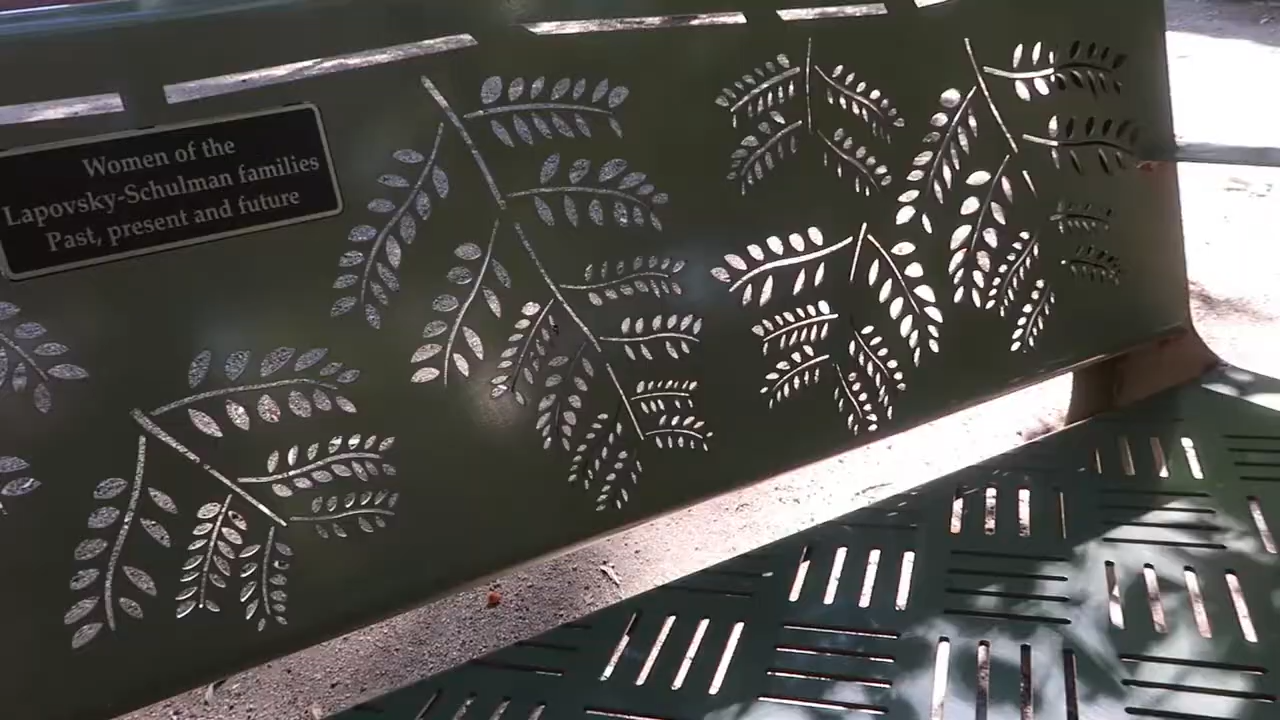 Women of the
Lapovsky-Schulman families
Past, present and future